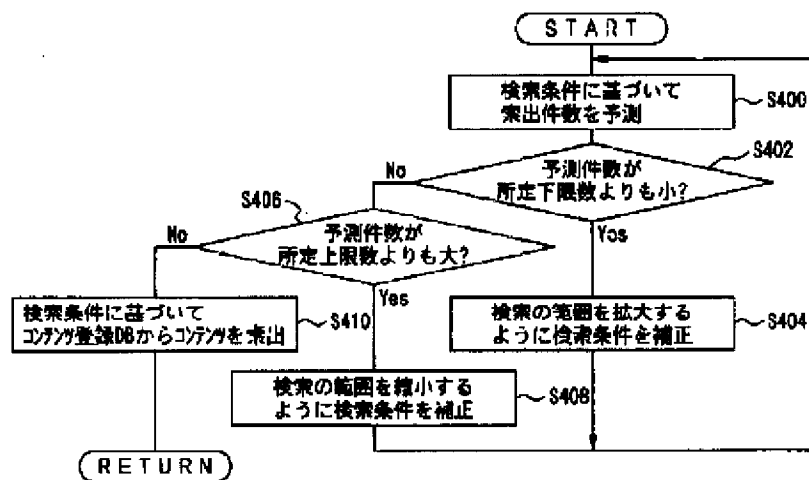 START
検索条件に基づいて
索出件数を予測
S400
S402
予測件数が
所定下限数よりも小?
No
Yes
S406
予測件数が
所定上限数よりも大?
No
Yes
検索条件に基づいて
コンテンツ登録DBからコンテンツを索出
S410
検索の範囲を拡大する
ように検索条件を補正
S404
検索の範囲を縮小する
ように検索条件を補正
S408
RETURN